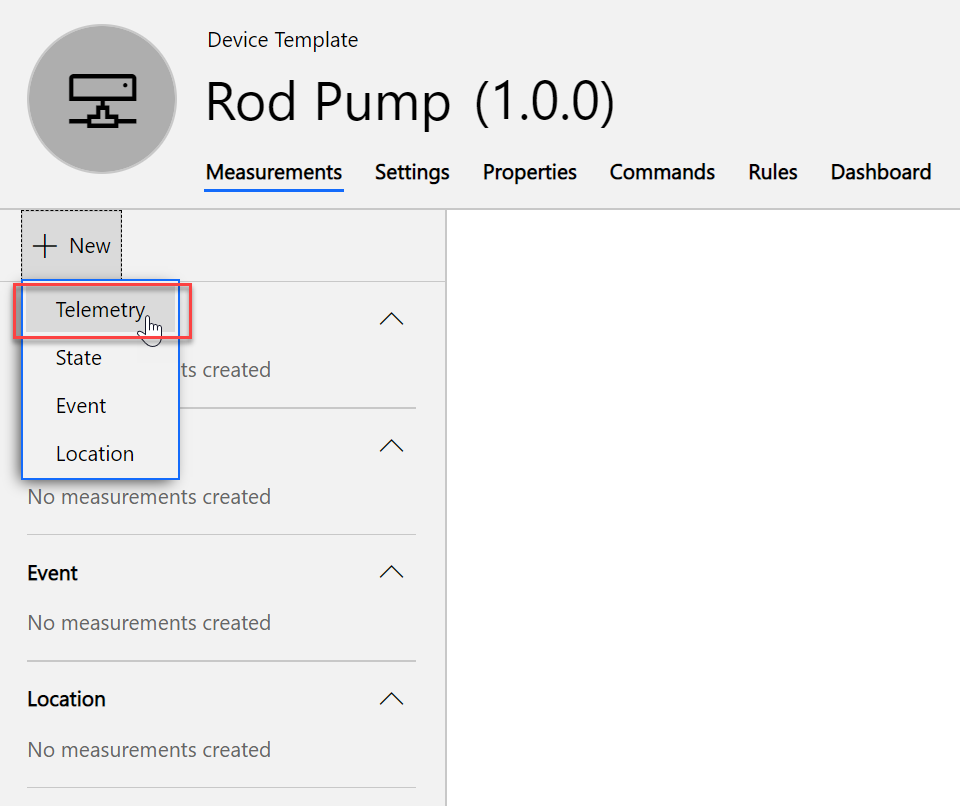 Device Template
Rod Pump (1.0.0)
Measurements Settings Properties Commands Rules Dashboard
New
Telemetry
State
ts created
Event
Location
No measurements created
Event
No measurements created
Location
No measurements created